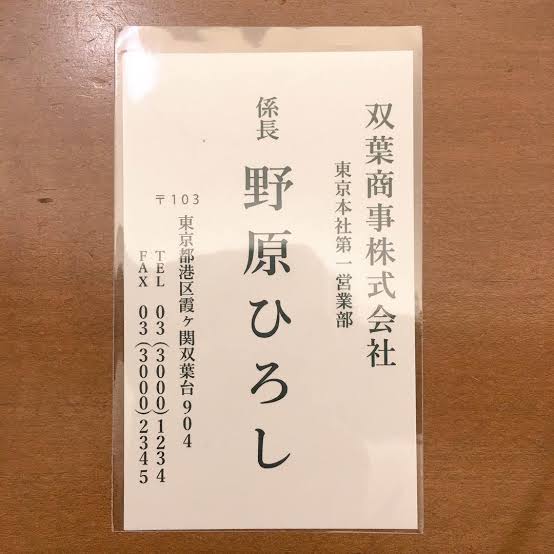 双葉商事株式会社
東京本社第一営業部
係長 野原ひろし
〒103
東京都港区霞ヶ関双葉台904
TEL 03(3000)1234
FAX 03(3000)2345